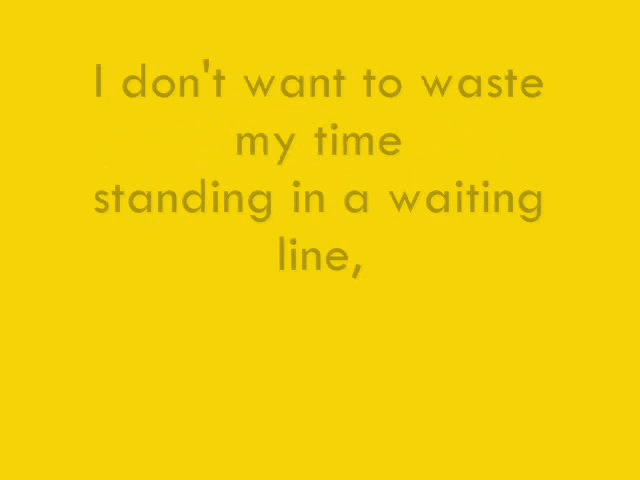 I don't want to waste
my time
standing in a waiting
line,